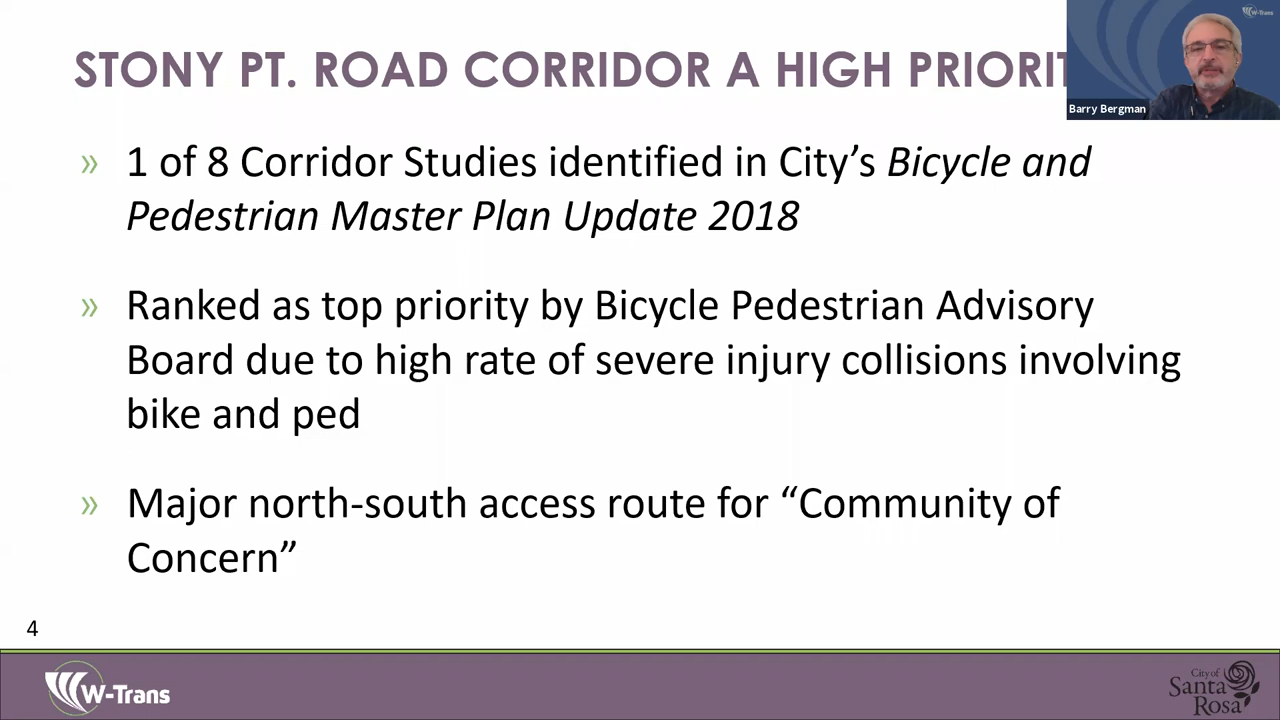 STONY PT. ROAD CORRIDOR A HIGH PRIORIT
W-Trans
Barry Bergman
» 1 of 8 Corridor Studies identified in City’s Bicycle and
Pedestrian Master Plan Update 2018
» Ranked as top priority by Bicycle Pedestrian Advisory
Board due to high rate of severe injury collisions involving
bike and ped
» Major north-south access route for “Community of
Concern”
4
W-Trans
City of
Santa
Rosa